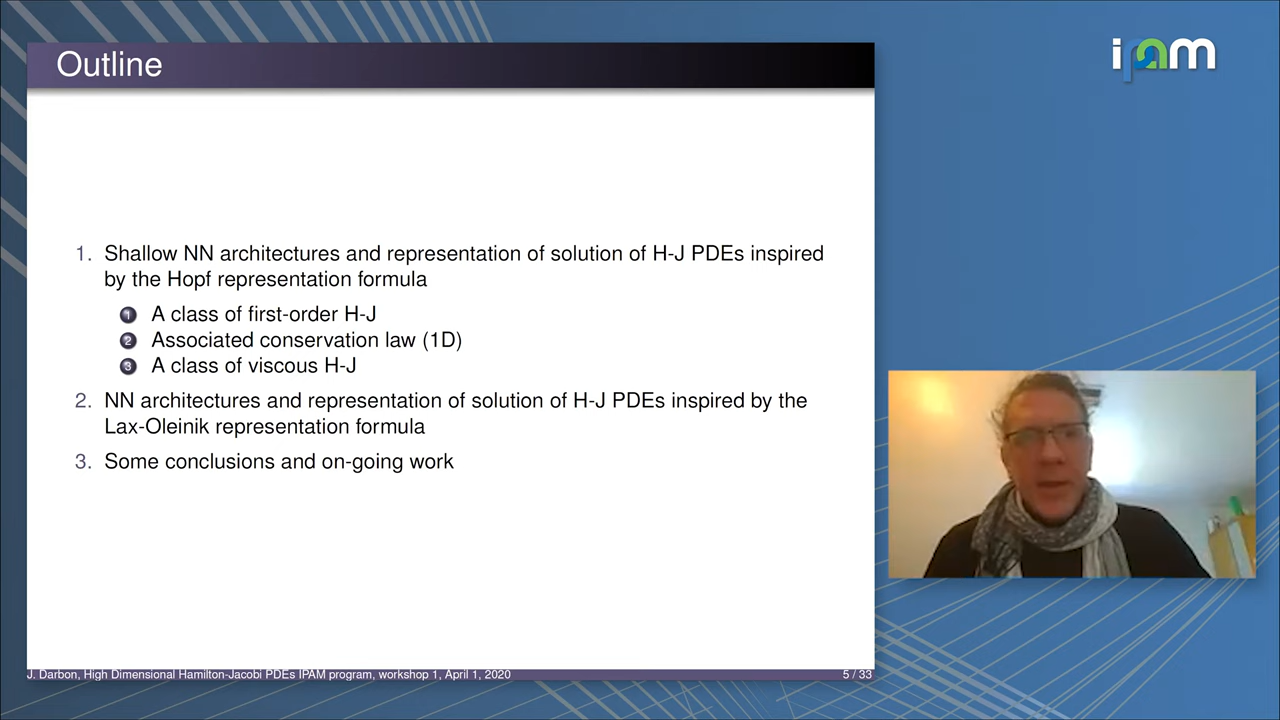 Outline
ipam
1. Shallow NN architectures and representation of solution of H-J PDEs inspired
by the Hopf representation formula
1 A class of first-order H-J
2 Associated conservation law (1D)
3 A class of viscous H-J
2. NN architectures and representation of solution of H-J PDEs inspired by the
Lax-Oleinik representation formula
3. Some conclusions and on-going work
J. Darbon, High Dimensional Hamilton-Jacobi PDEs IPAM program, workshop 1, April 1, 2020
5 / 33